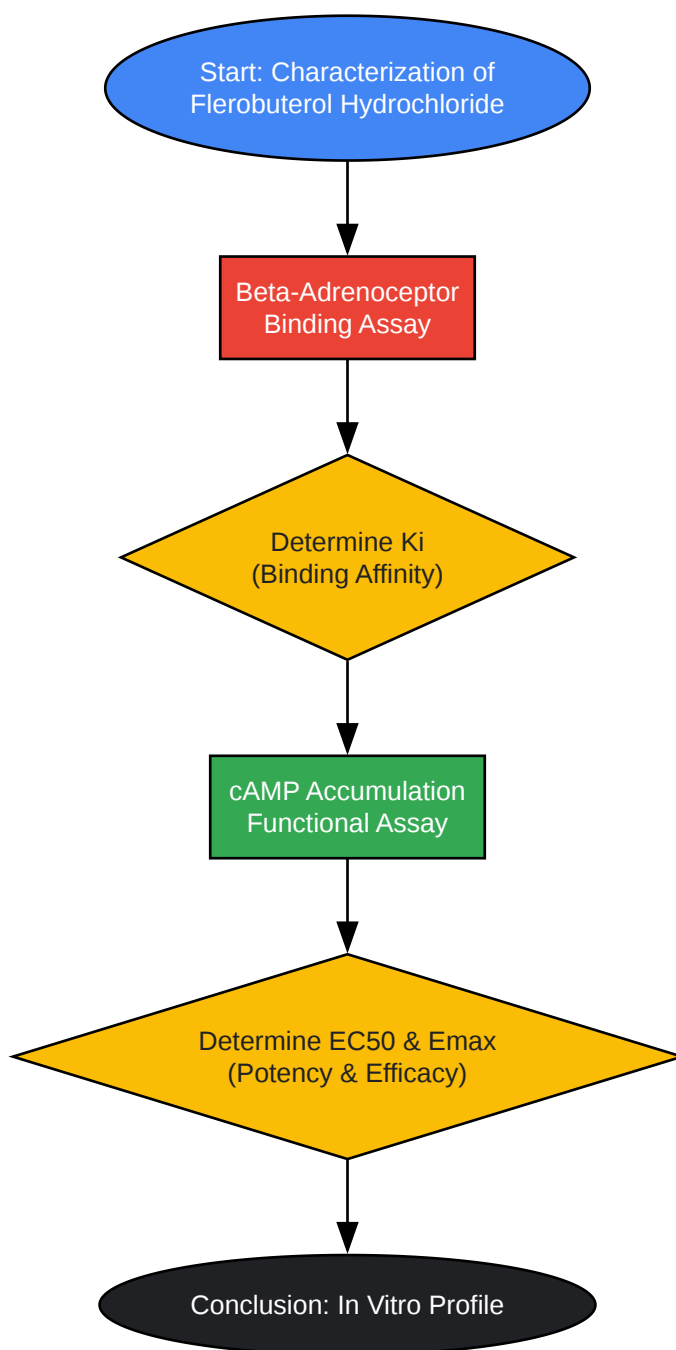 Start: Characterization of
Flerobuterol Hydrochloride
Beta-Adrenoceptor
Binding Assay
Determine Ki
(Binding Affinity)
cAMP Accumulation
Functional Assay
Determine EC50 & Emax
(Potency & Efficacy)
Conclusion: In Vitro Profile